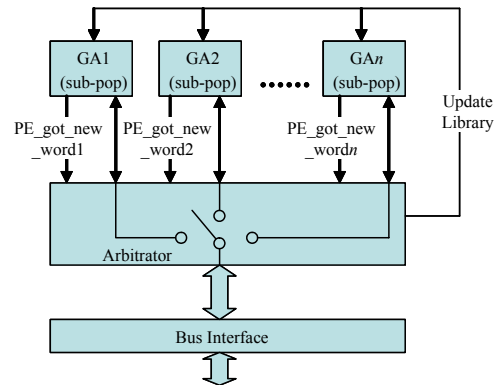 GA1
(sub-pop)
GA2
(sub-pop)
GAn
(sub-pop)
Update
Library
PE_got_new
_word1
PE_got_new
_word2
PE_got_new
_wordn
Arbitrator
Bus Interface